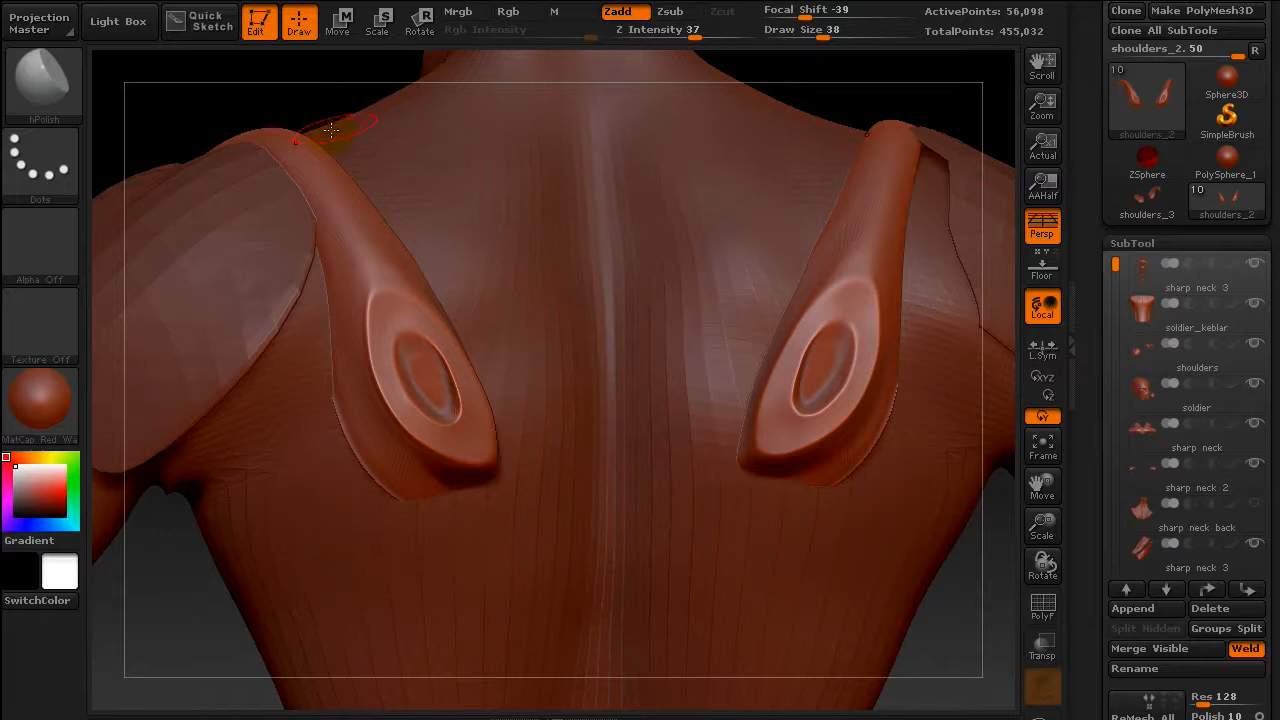 Projection
Master
Light Box
Quick
Sketch
Edit
Draw
Move
Scale
Rotate
Mrgb
Rgb
M
Rgb Intensity
Zadd
Zsub
Zcut
Z Intensity 37
Focal Shift -39
Draw Size 38
ActivePoints: 56,098
TotalPoints: 455,032
hPolish
Dots
Alpha Off
Texture Off
MatCap Red Wa
Gradient
SwitchColor
Scroll
Zoom
Actual
AAHalf
Persp
Floor
Local
L.Sym
XYZ
Frame
Move
Scale
Rotate
PolyF
Transp
Clone
Make PolyMesh3D
Clone All SubTools
shoulders_2. 50
R
10
shoulders_2
Sphere3D
SimpleBrush
ZSphere
PolySphere_1
shoulders_3
10
shoulders_2
SubTool
sharp neck 3
soldier_keblar
shoulders
soldier
sharp neck
sharp neck 2
sharp neck back
sharp neck 3
Append
Delete
Split Hidden
Groups Split
Merge Visible
Weld
Rename
ReMesh All
Res 128
Polish 10